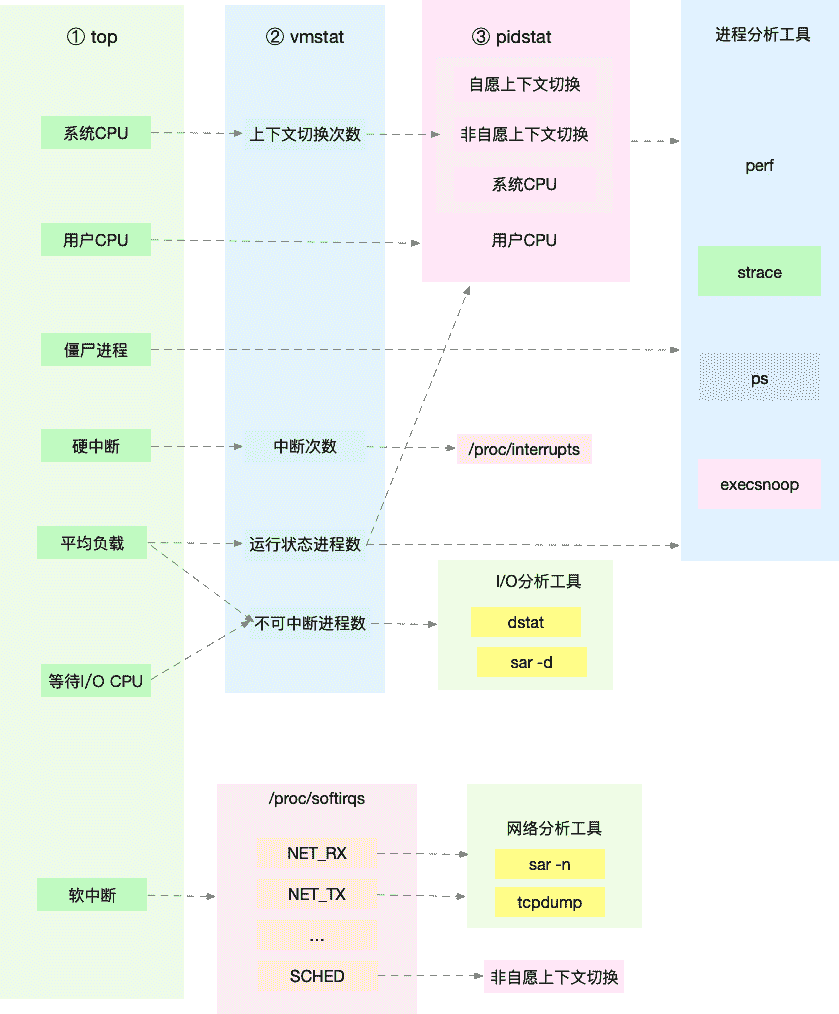 ① top
系统CPU
用户CPU
僵尸进程
硬中断
平均负载
等待I/O CPU
软中断
② vmstat
上下文切换次数
中断次数
运行状态进程数
不可中断进程数
③ pidstat
自愿上下文切换
非自愿上下文切换
系统CPU
用户CPU
/proc/interrupts
I/O分析工具
dstat
sar -d
进程分析工具
perf
strace
ps
execsnoop
/proc/softirqs
NET_RX
NET_TX
...
SCHED
网络分析工具
sar -n
tcpdump
非自愿上下文切换